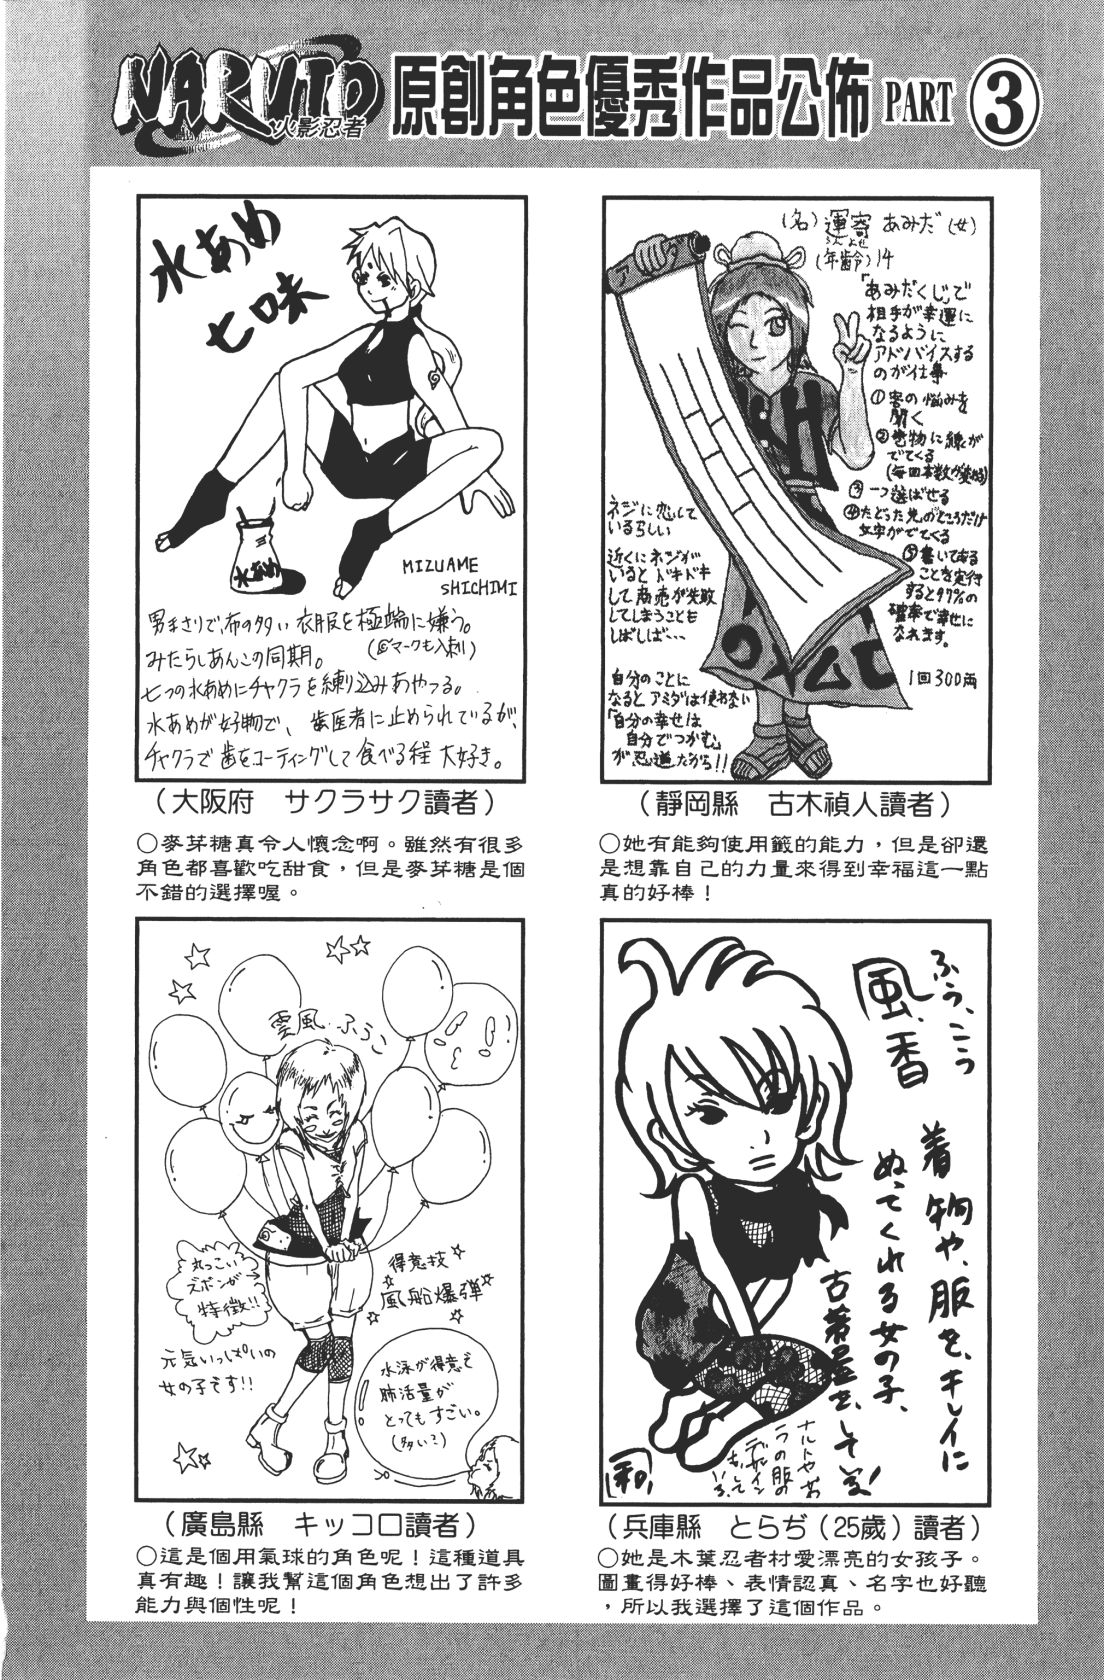 NARUTO
火影忍者
原創角色優秀作品公佈 PART ③
水あめ
七味
MIZUAME
SHICHIMI
男まさりで、布の多い衣服を極端に嫌う。
みたらしあんこの同期。
七つの水あめにチャクラを練り込みあやつる。
水あめが好物で、歯医者に止められているが、
チャクラで歯をコーティングして食べる程大好き。
水あめ
(大阪府 サクラサク讀者)
○麥芽糖真令人懷念啊。雖然有很多
角色都喜歡吃甜食，但是麥芽糖是個
不錯的選擇喔。
(名)運寄 あみだ (女)
(年齢)14
「あみだくじ」で
相手が幸運に
なるように
アドバイスする
のが仕事
①客の悩みを
聞く
②巻物に線が
でてくる
③一つ選ばせる
④たどった先のところだけ
文字がでてくる
⑤書いてある
ことを実行
すると97%の
確率で幸せに
なれます。
1回300両
ネジに恋して
いるらしい
近くにネジが
いるとドキドキ
して商売が失敗
してしまうことも
しばしば…
自分のことに
なるとアミダは使わない
「自分の幸せは
自分でつかむ」
が忍道だから!!
(靜岡縣 古木禎人讀者)
○她有能夠使用籤的能力，但是卻還
是想靠自己的力量來得到幸福這一點
真的好棒！
雲風 ふうこ
丸っこい
ズボンが
特徴!!
元気いっぱいの
女の子です!!
得意技
風船爆弾
水泳が得意で
肺活量が
とってもすごい。
(多い?)
(廣島縣 キッコロ讀者)
○這是個用氣球的角色呢！這種道具
真有趣！讓我幫這個角色想出了許多
能力與個性呢！
ふう、こう
風、香
着物や、服を、キレイに
ぬってくれる女の子、
古着屋を、している!
ナルトやサクラの服の
デザインもしている
(兵庫縣 とらぢ(25歲)讀者)
○她是木葉忍者村愛漂亮的女孩子。
圖畫得好棒、表情認真、名字也好聽
，所以我選擇了這個作品。